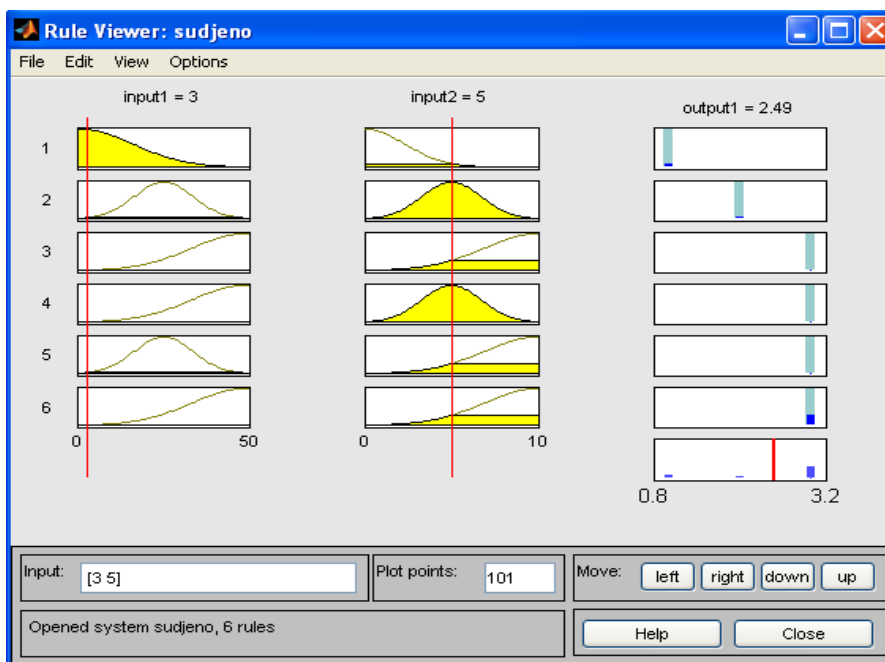 Rule Viewer: sudjeno
File Edit View Options
input1 = 3 input2 = 5 output1 = 2.49
1
2
3
4
5
6
0 50 0 10
0.8 3.2
Input: [3 5] Plot points: 101 Move: left right down up
Opened system sudjeno, 6 rules Help Close